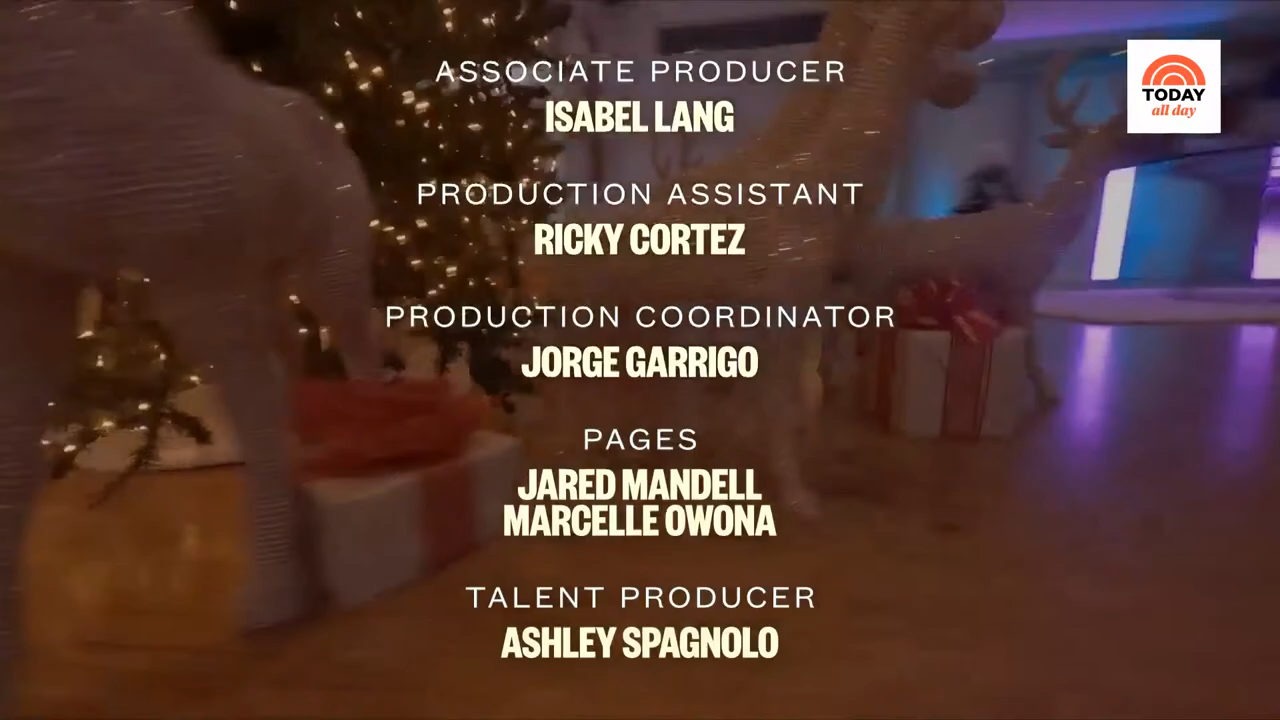 ASSOCIATE PRODUCER
ISABEL LANG
PRODUCTION ASSISTANT
RICKY CORTEZ
PRODUCTION COORDINATOR
JORGE GARRIGO
PAGES
JARED MANDELL
MARCELLE OWONA
TALENT PRODUCER
ASHLEY SPAGNOLO
TODAY
all day